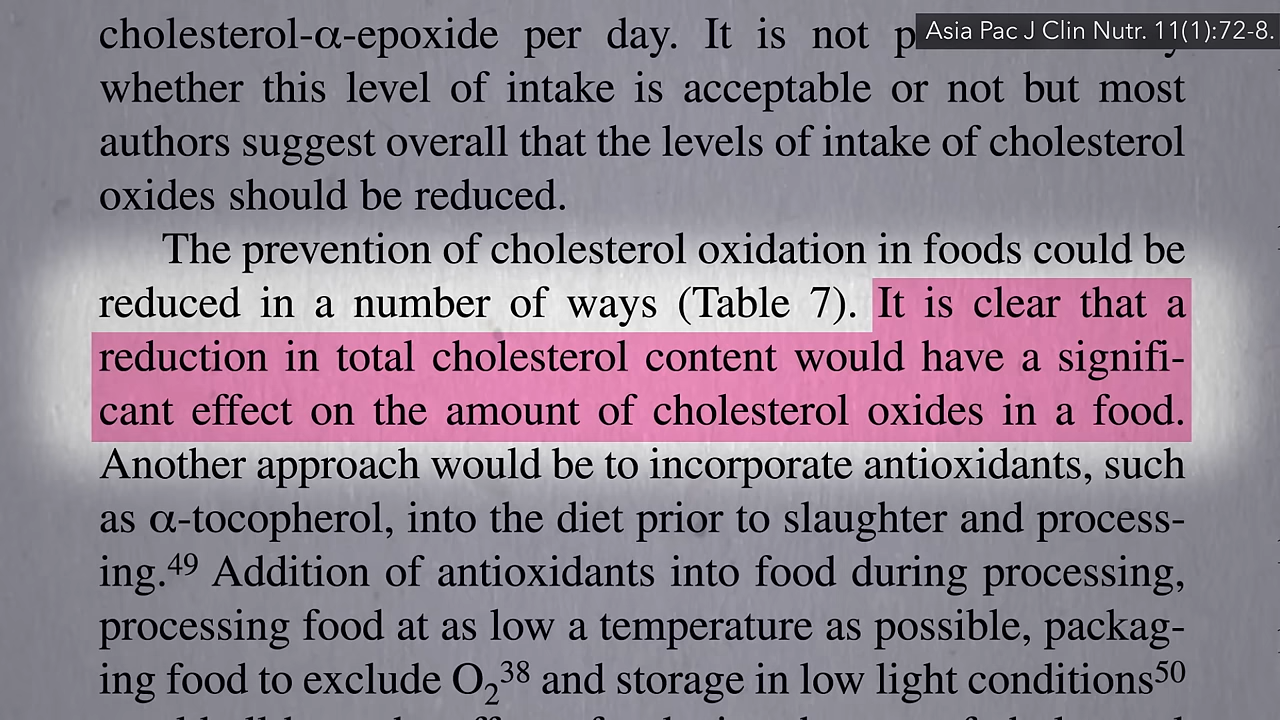 Asia Pac J Clin Nutr. 11(1):72-8.
cholesterol-α-epoxide per day. It is not
whether this level of intake is acceptable or not but most
authors suggest overall that the levels of intake of cholesterol
oxides should be reduced.
The prevention of cholesterol oxidation in foods could be
reduced in a number of ways (Table 7). It is clear that a
reduction in total cholesterol content would have a signifi-
cant effect on the amount of cholesterol oxides in a food.
Another approach would be to incorporate antioxidants, such
as α-tocopherol, into the diet prior to slaughter and process-
ing.49 Addition of antioxidants into food during processing,
processing food at as low a temperature as possible, packag-
ing food to exclude O2 38 and storage in low light conditions50